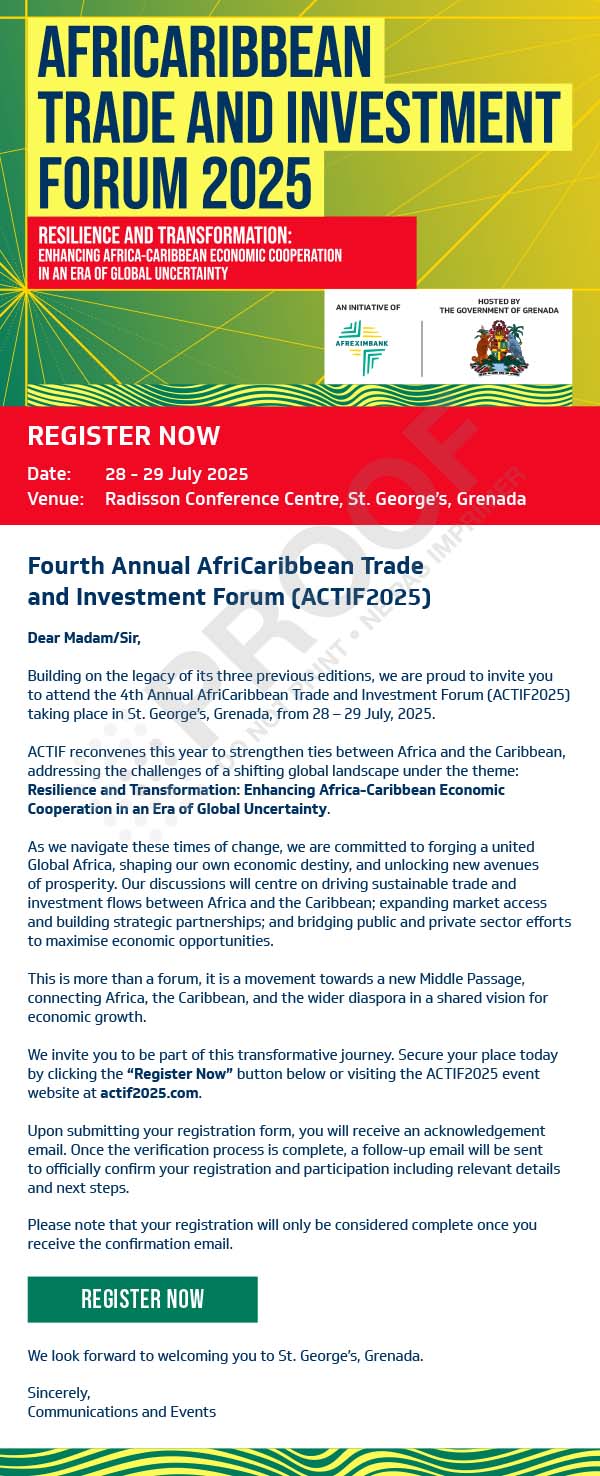 AFRICARIBBEAN
TRADE AND INVESTMENT
FORUM 2025
RESILIENCE AND TRANSFORMATION:
ENHANCING AFRICA-CARIBBEAN ECONOMIC COOPERATION
IN AN ERA OF GLOBAL UNCERTAINTY
AN INITIATIVE OF
AFREXIMBANK
HOSTED BY
THE GOVERNMENT OF GRENADA
REGISTER NOW
Date: 28 - 29 July 2025
Venue: Radisson Conference Centre, St. George's, Grenada
PROOF
DO NOT PRINT • NE PAS IMPRIMER
Fourth Annual AfriCaribbean Trade
and Investment Forum (ACTIF2025)
Dear Madam/Sir,
Building on the legacy of its three previous editions, we are proud to invite you
to attend the 4th Annual AfriCaribbean Trade and Investment Forum (ACTIF2025)
taking place in St. George's, Grenada, from 28 – 29 July, 2025.
ACTIF reconvenes this year to strengthen ties between Africa and the Caribbean,
addressing the challenges of a shifting global landscape under the theme:
Resilience and Transformation: Enhancing Africa-Caribbean Economic
Cooperation in an Era of Global Uncertainty.
As we navigate these times of change, we are committed to forging a united
Global Africa, shaping our own economic destiny, and unlocking new avenues
of prosperity. Our discussions will centre on driving sustainable trade and
investment flows between Africa and the Caribbean; expanding market access
and building strategic partnerships; and bridging public and private sector efforts
to maximise economic opportunities.
This is more than a forum, it is a movement towards a new Middle Passage,
connecting Africa, the Caribbean, and the wider diaspora in a shared vision for
economic growth.
We invite you to be part of this transformative journey. Secure your place today
by clicking the “Register Now” button below or visiting the ACTIF2025 event
website at actif2025.com.
Upon submitting your registration form, you will receive an acknowledgement
email. Once the verification process is complete, a follow-up email will be sent
to officially confirm your registration and participation including relevant details
and next steps.
Please note that your registration will only be considered complete once you
receive the confirmation email.
REGISTER NOW
We look forward to welcoming you to St. George's, Grenada.
Sincerely,
Communications and Events